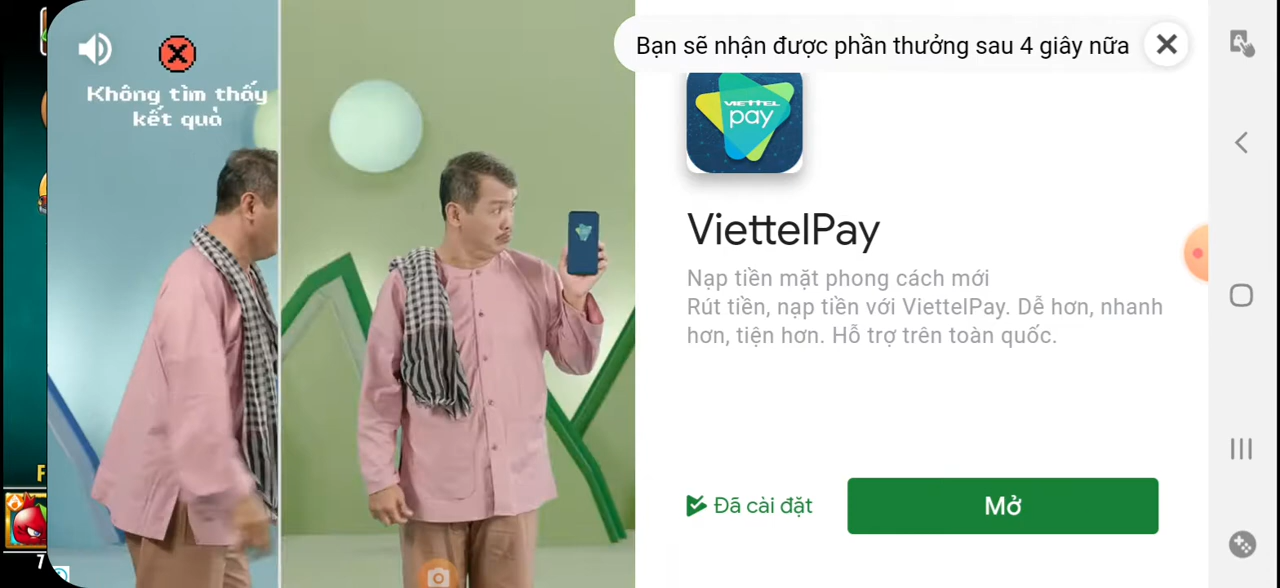 Không tìm thấy
kết quả
Bạn sẽ nhận được phần thưởng sau 4 giây nữa
VIETTEL
pay
ViettelPay
Nạp tiền mặt phong cách mới
Rút tiền, nạp tiền với ViettelPay. Dễ hơn, nhanh
hơn, tiện hơn. Hỗ trợ trên toàn quốc.
Đã cài đặt
Mở
F
7